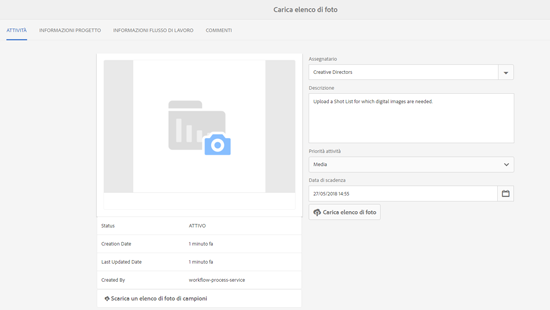 Carica elenco di foto
ATTIVITÀ INFORMAZIONI PROGETTO INFORMAZIONI FLUSSO DI LAVORO COMMENTI
Assegnatario
Creative Directors
Descrizione
Upload a Shot List for which digital images are needed.
Priorità attività
Media
Data di scadenza
27/05/2018 14:55
Carica elenco di foto
Status ATTIVO
Creation Date 1 minuto fa
Last Updated Date 1 minuto fa
Created By workflow-process-service
Scarica un elenco di foto di campioni